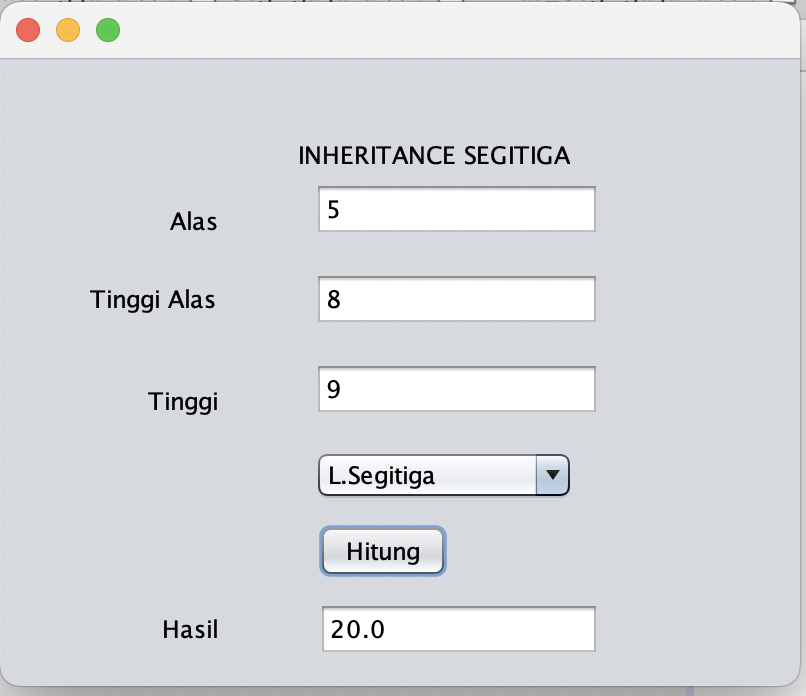 INHERITANCE SEGITIGA
Alas 5
Tinggi Alas 8
Tinggi 9
L.Segitiga
Hitung
Hasil 20.0